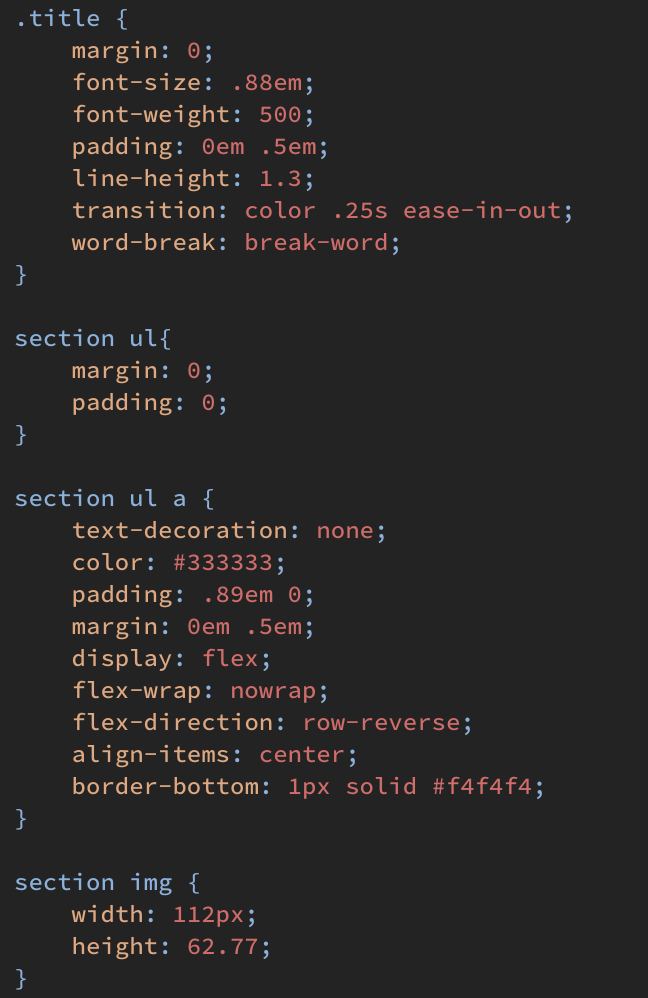 .title {
    margin: 0;
    font-size: .88em;
    font-weight: 500;
    padding: 0em .5em;
    line-height: 1.3;
    transition: color .25s ease-in-out;
    word-break: break-word;
}

section ul{
    margin: 0;
    padding: 0;
}

section ul a {
    text-decoration: none;
    color: #333333;
    padding: .89em 0;
    margin: 0em .5em;
    display: flex;
    flex-wrap: nowrap;
    flex-direction: row-reverse;
    align-items: center;
    border-bottom: 1px solid #f4f4f4;
}

section img {
    width: 112px;
    height: 62.77;
}